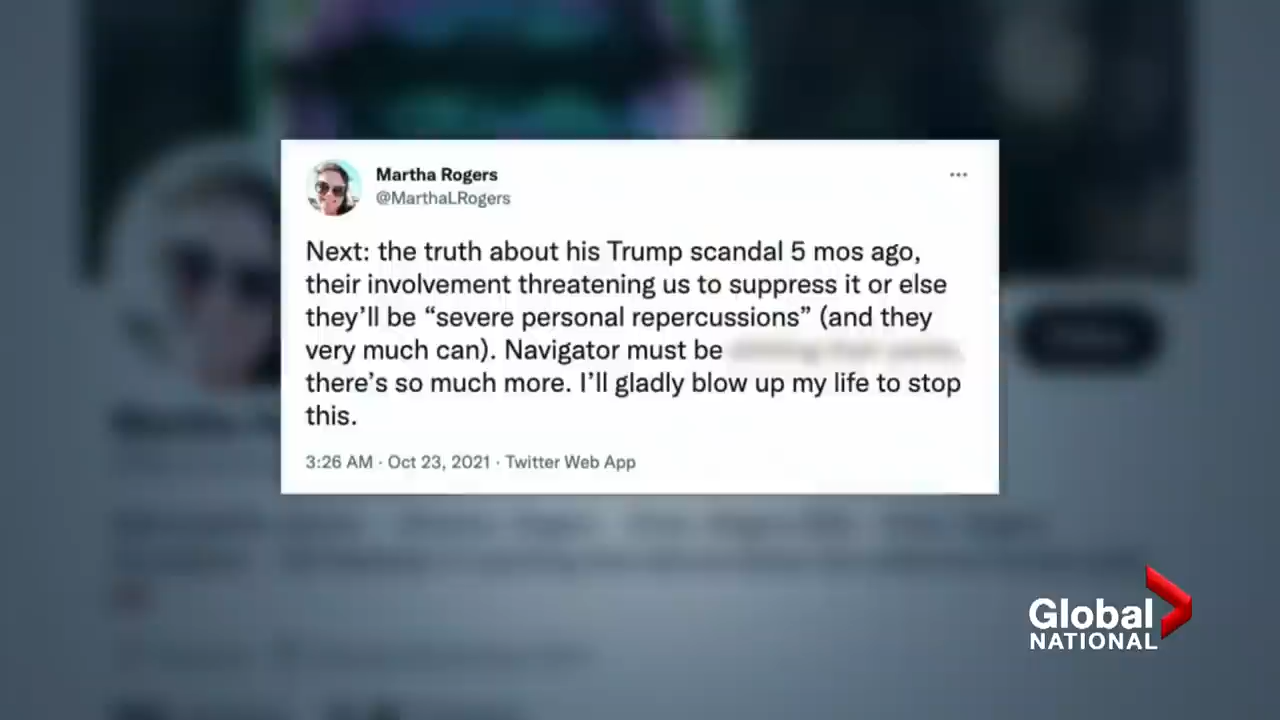 Martha Rogers
@MarthaLRogers
Next: the truth about his Trump scandal 5 mos ago,
their involvement threatening us to suppress it or else
they’ll be “severe personal repercussions” (and they
very much can). Navigator must be
there’s so much more. I’ll gladly blow up my life to stop
this.
3:26 AM · Oct 23, 2021 · Twitter Web App
Global
NATIONAL